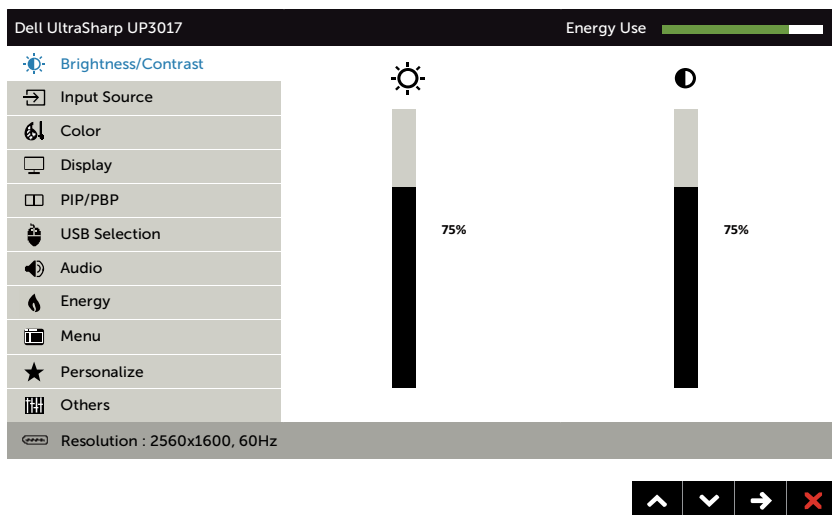 Dell UltraSharp UP3017
Energy Use
Brightness/Contrast
Input Source
Color
Display
PIP/PBP
USB Selection
Audio
Energy
Menu
Personalize
Others
75%
75%
Resolution : 2560x1600, 60Hz